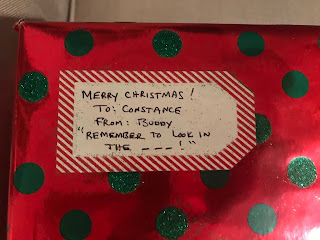 MERRY CHRISTMAS!
TO: CONSTANCE
FROM: BUDDY
"REMEMBER TO LOOK IN
THE _ _ _ !"